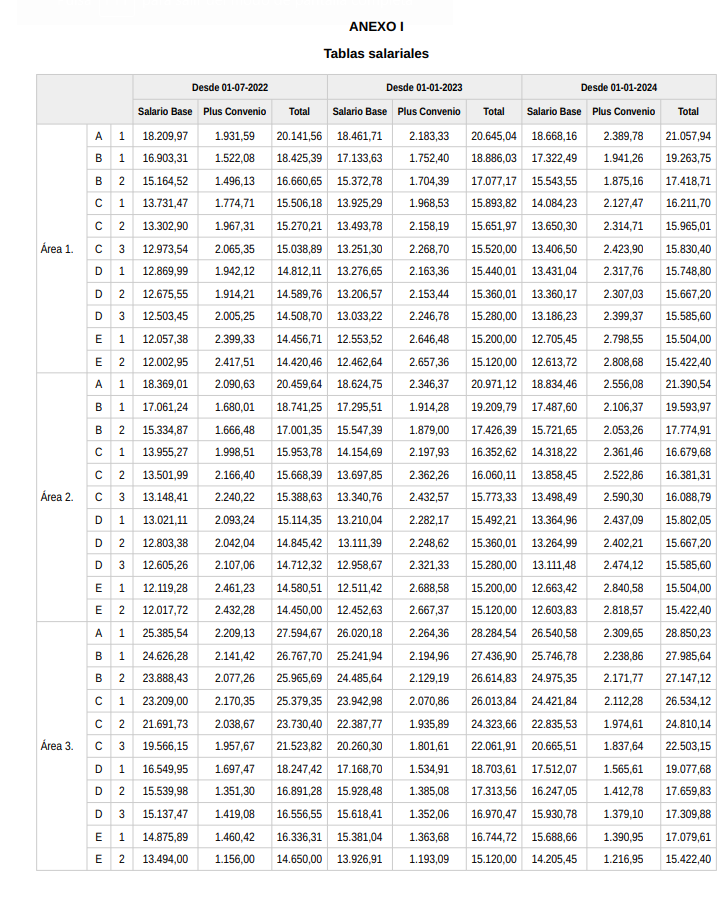 ANEXO I
Tablas salariales
Desde 01-07-2022 Desde 01-01-2023 Desde 01-01-2024
Salario Base Plus Convenio Total Salario Base Plus Convenio Total Salario Base Plus Convenio Total
A 1 18.209,97 1.931,59 20.141,56 18.461,71 2.183,33 20.645,04 18.668,16 2.389,78 21.057,94
B 1 16.903,31 1.522,08 18.425,39 17.133,63 1.752,40 18.886,03 17.322,49 1.941,26 19.263,75
B 2 15.164,52 1.496,13 16.660,65 15.372,78 1.704,39 17.077,17 15.543,55 1.875,16 17.418,71
C 1 13.731,47 1.774,71 15.506,18 13.925,29 1.968,53 15.893,82 14.084,23 2.127,47 16.211,70
C 2 13.302,90 1.967,31 15.270,21 13.493,78 2.158,19 15.651,97 13.650,30 2.314,71 15.965,01
Área 1. C 3 12.973,54 2.065,35 15.038,89 13.251,30 2.268,70 15.520,00 13.406,50 2.423,90 15.830,40
D 1 12.869,99 1.942,12 14.812,11 13.276,65 2.163,36 15.440,01 13.431,04 2.317,76 15.748,80
D 2 12.675,55 1.914,21 14.589,76 13.206,57 2.153,44 15.360,01 13.360,17 2.307,03 15.667,20
D 3 12.503,45 2.005,25 14.508,70 13.033,22 2.246,78 15.280,00 13.186,23 2.399,37 15.585,60
E 1 12.057,38 2.399,33 14.456,71 12.553,52 2.646,48 15.200,00 12.705,45 2.798,55 15.504,00
E 2 12.002,95 2.417,51 14.420,46 12.462,64 2.657,36 15.120,00 12.613,72 2.808,68 15.422,40
A 1 18.369,01 2.090,63 20.459,64 18.624,75 2.346,37 20.971,12 18.834,46 2.556,08 21.390,54
B 1 17.061,24 1.680,01 18.741,25 17.295,51 1.914,28 19.209,79 17.487,60 2.106,37 19.593,97
B 2 15.334,87 1.666,48 17.001,35 15.547,39 1.879,00 17.426,39 15.721,65 2.053,26 17.774,91
C 1 13.955,27 1.998,51 15.953,78 14.154,69 2.197,93 16.352,62 14.318,22 2.361,46 16.679,68
C 2 13.501,99 2.166,40 15.668,39 13.697,85 2.362,26 16.060,11 13.858,45 2.522,86 16.381,31
Área 2. C 3 13.148,41 2.240,22 15.388,63 13.340,76 2.432,57 15.773,33 13.498,49 2.590,30 16.088,79
D 1 13.021,11 2.093,24 15.114,35 13.210,04 2.282,17 15.492,21 13.364,96 2.437,09 15.802,05
D 2 12.803,38 2.042,04 14.845,42 13.111,39 2.248,62 15.360,01 13.264,99 2.402,21 15.667,20
D 3 12.605,26 2.107,06 14.712,32 12.958,67 2.321,33 15.280,00 13.111,48 2.474,12 15.585,60
E 1 12.119,28 2.461,23 14.580,51 12.511,42 2.688,58 15.200,00 12.663,42 2.840,58 15.504,00
E 2 12.017,72 2.432,28 14.450,00 12.452,63 2.667,37 15.120,00 12.603,83 2.818,57 15.422,40
A 1 25.385,54 2.209,13 27.594,67 26.020,18 2.264,36 28.284,54 26.540,58 2.309,65 28.850,23
B 1 24.626,28 2.141,42 26.767,70 25.241,94 2.194,96 27.436,90 25.746,78 2.238,86 27.985,64
B 2 23.888,43 2.077,26 25.965,69 24.485,64 2.129,19 26.614,83 24.975,35 2.171,77 27.147,12
C 1 23.209,00 2.170,35 25.379,35 23.942,98 2.070,86 26.013,84 24.421,84 2.112,28 26.534,12
C 2 21.691,73 2.038,67 23.730,40 22.387,77 1.935,89 24.323,66 22.835,53 1.974,61 24.810,14
Área 3. C 3 19.566,15 1.957,67 21.523,82 20.260,30 1.801,61 22.061,91 20.665,51 1.837,64 22.503,15
D 1 16.549,95 1.697,47 18.247,42 17.168,70 1.534,91 18.703,61 17.512,07 1.565,61 19.077,68
D 2 15.539,98 1.351,30 16.891,28 15.928,48 1.385,08 17.313,56 16.247,05 1.412,78 17.659,83
D 3 15.137,47 1.419,08 16.556,55 15.618,41 1.352,06 16.970,47 15.930,78 1.379,10 17.309,88
E 1 14.875,89 1.460,42 16.336,31 15.381,04 1.363,68 16.744,72 15.688,66 1.390,95 17.079,61
E 2 13.494,00 1.156,00 14.650,00 13.926,91 1.193,09 15.120,00 14.205,45 1.216,95 15.422,40